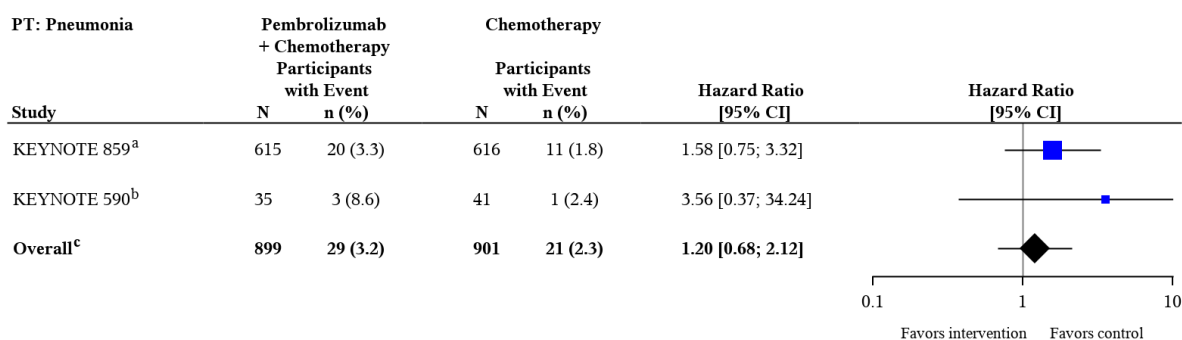 PT: Pneumonia Pembrolizumab Chemotherapy
+ Chemotherapy
Participants Participants
with Event with Event Hazard Ratio Hazard Ratio
Study N n (%) N n (%) [95% CI] [95% CI]
KEYNOTE 859a 615 20 (3.3) 616 11 (1.8) 1.58 [0.75; 3.32]
KEYNOTE 590b 35 3 (8.6) 41 1 (2.4) 3.56 [0.37; 34.24]
Overallc 899 29 (3.2) 901 21 (2.3) 1.20 [0.68; 2.12]
0.1 1 10
Favors intervention Favors control